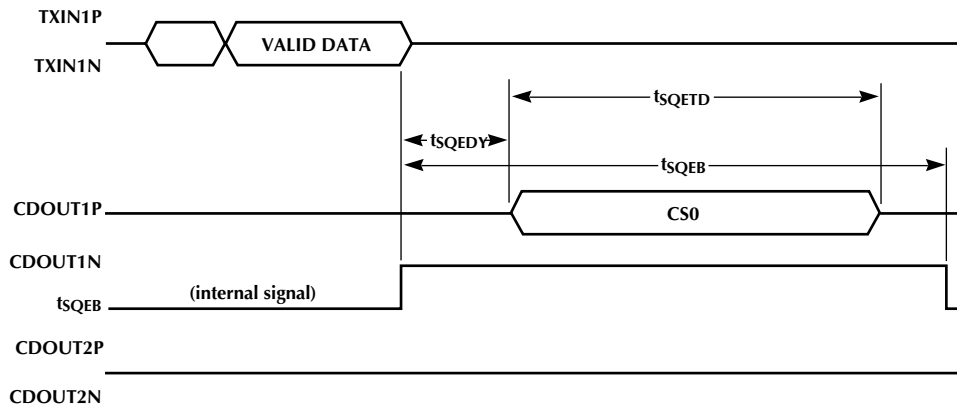 TXIN1P
VALID DATA
TXIN1N
tSQETD
tSQEDY
tSQEB
CDOUT1P
CS0
CDOUT1N
(internal signal)
tSQEB
CDOUT2P
CDOUT2N